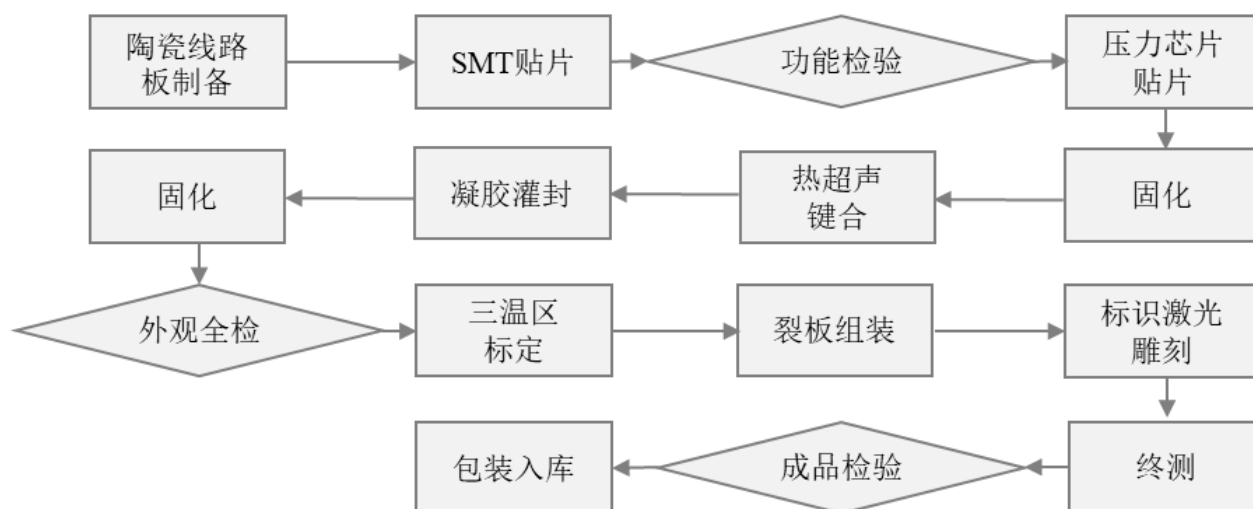 陶瓷线路
板制备
SMT贴片
功能检验
压力芯片
贴片
固化
热超声
键合
凝胶灌封
固化
外观全检
三温区
标定
裂板组装
标识激光
雕刻
终测
成品检验
包装入库